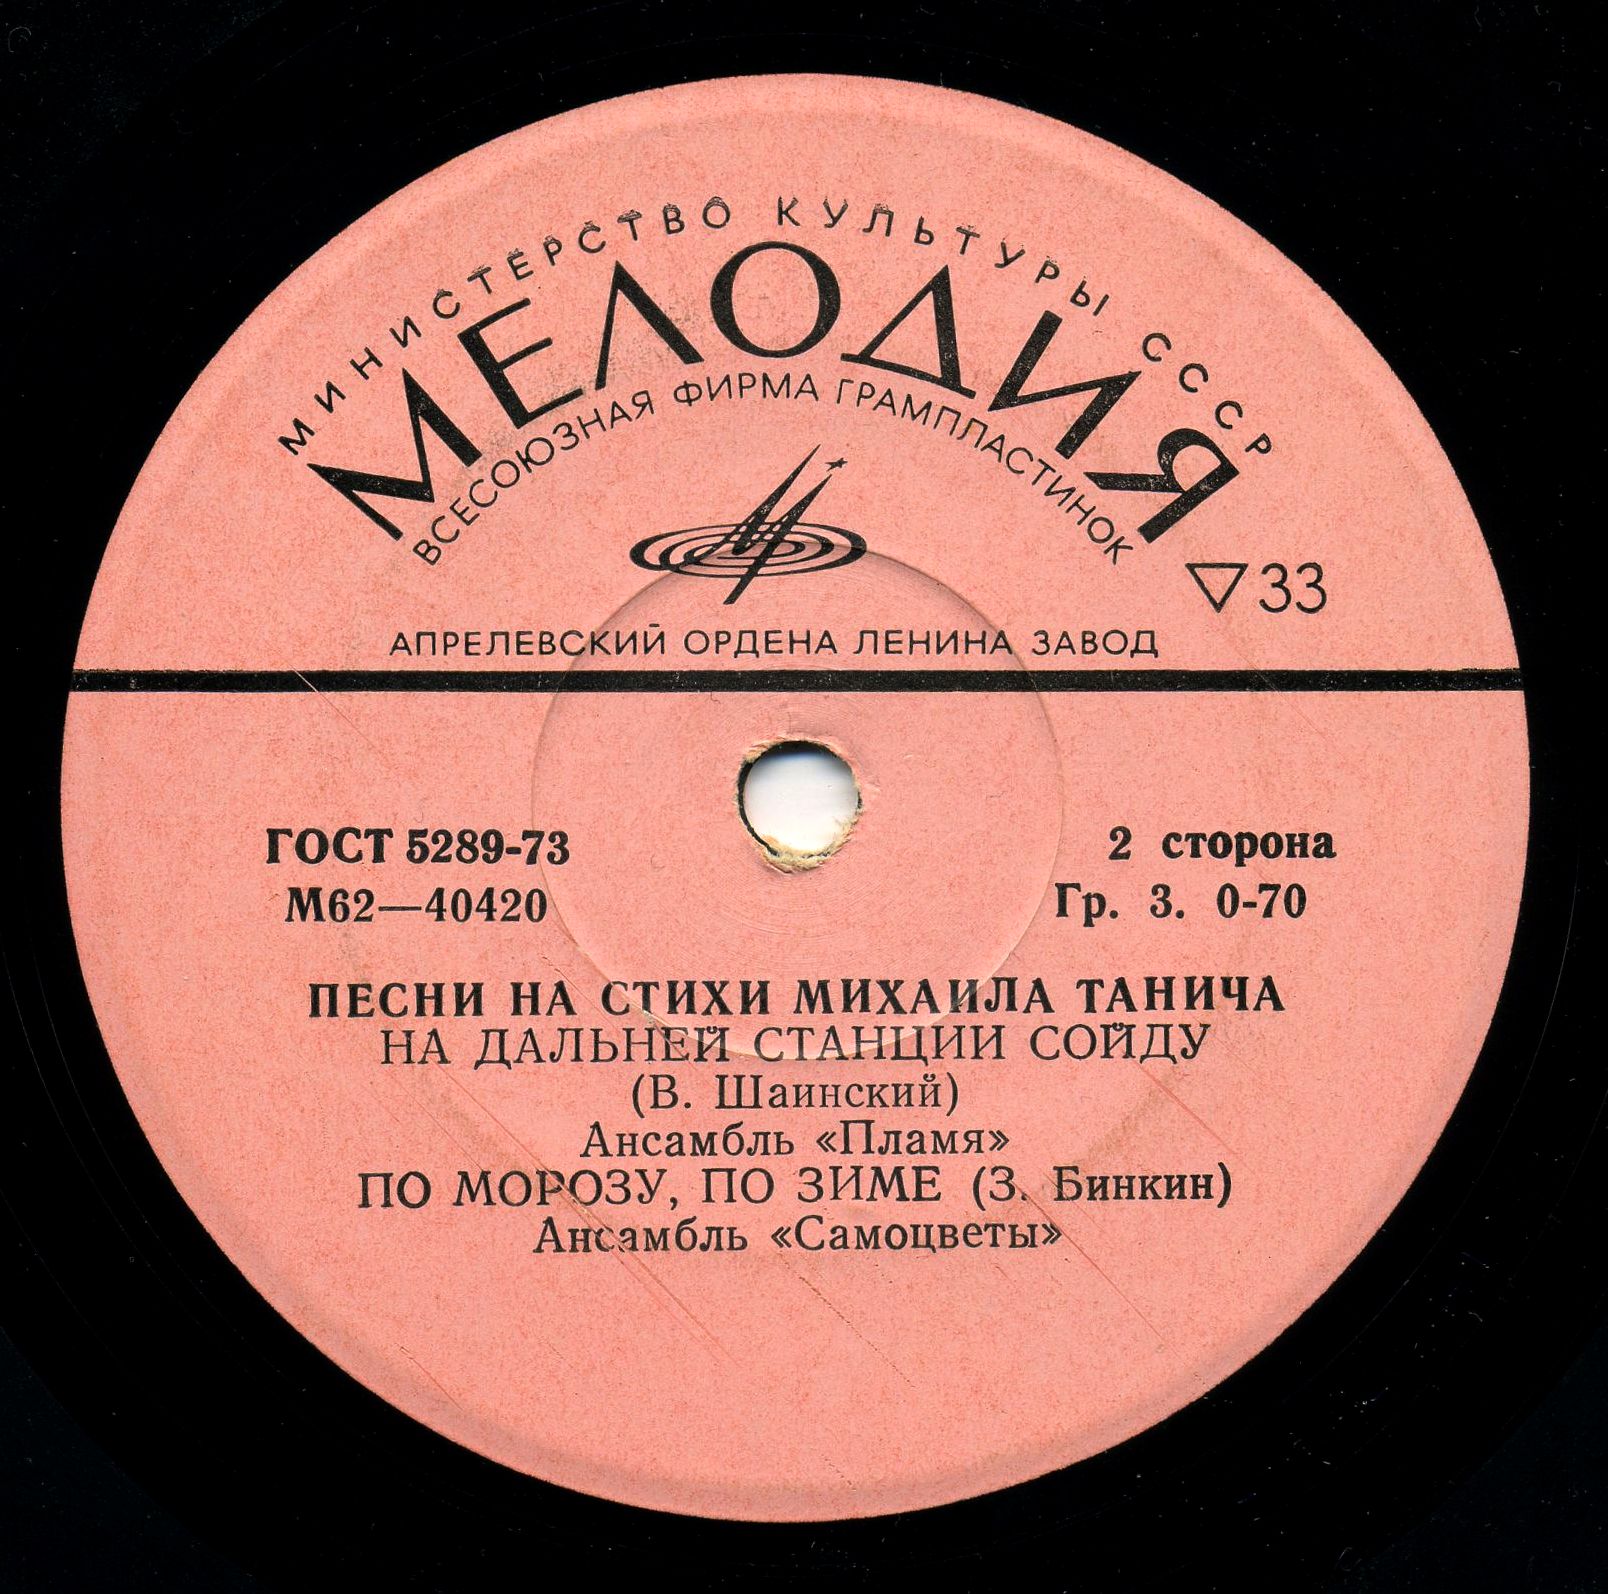 МИНИСТЕРСТВО КУЛЬТУРЫ СССР
МЕЛОДИЯ
ВСЕСОЮЗНАЯ ФИРМА ГРАМПЛАСТИНОК
33
АПРЕЛЕВСКИЙ ОРДЕНА ЛЕНИНА ЗАВОД
ГОСТ 5289-73
М62—40420
2 сторона
Гр. 3. 0-70
ПЕСНИ НА СТИХИ МИХАИЛА ТАНИЧА
НА ДАЛЬНЕЙ СТАНЦИИ СОЙДУ
(В. Шаинский)
Ансамбль «Пламя»
ПО МОРОЗУ, ПО ЗИМЕ (З. Бинкин)
Ансамбль «Самоцветы»